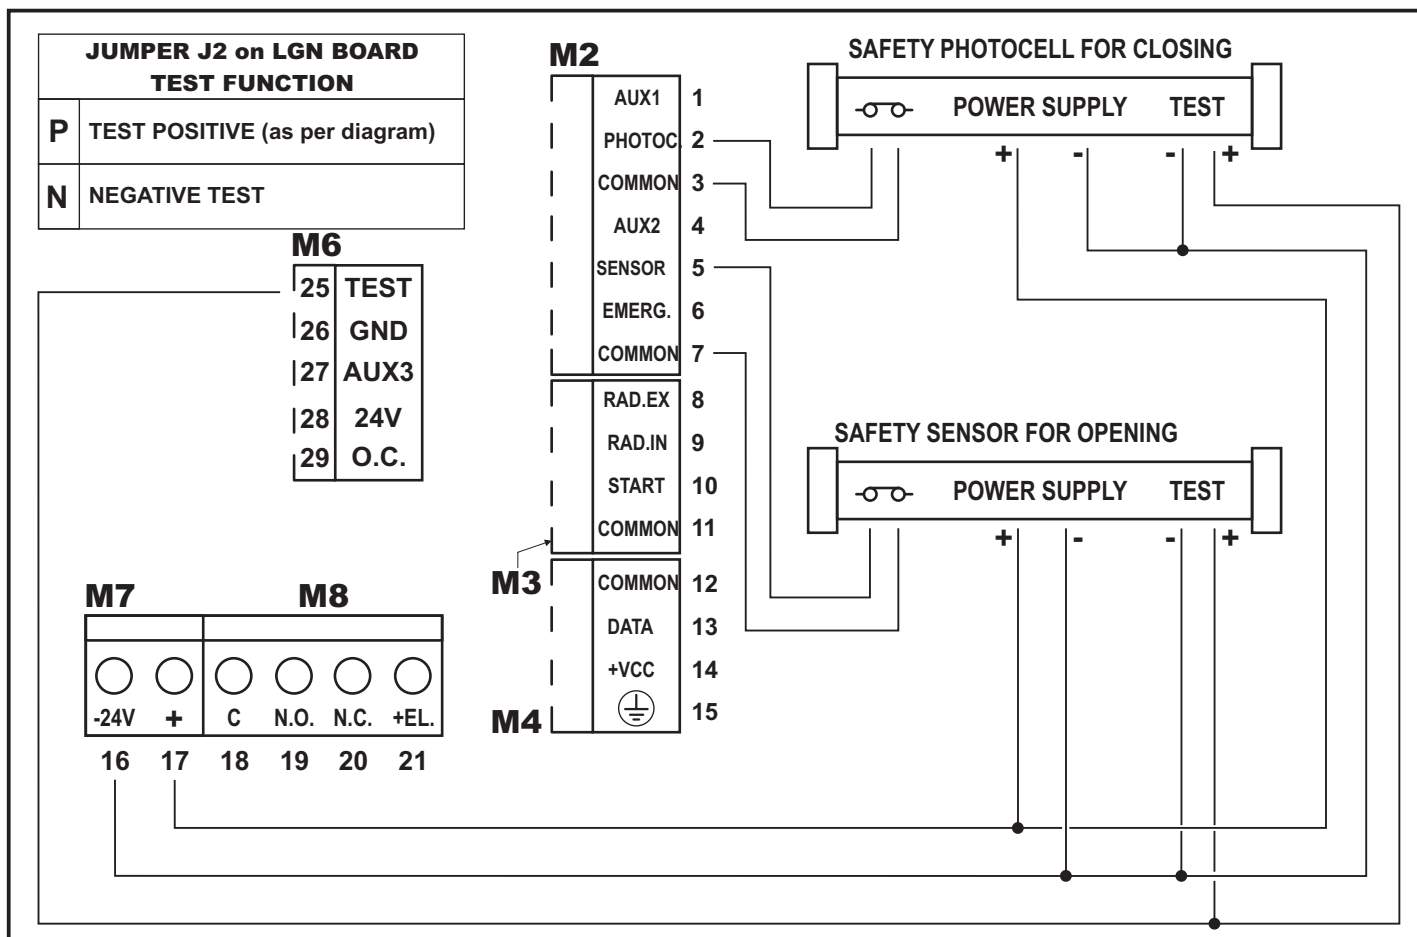 JUMPER J2 on LGN BOARD
TEST FUNCTION
P TEST POSITIVE (as per diagram)
N NEGATIVE TEST
M6
25 TEST
26 GND
27 AUX3
28 24V
29 O.C.
M7 M8
-24V + C N.O. N.C. +EL.
16 17 18 19 20 21
M2
AUX1 1
PHOTOC. 2
COMMON 3
AUX2 4
SENSOR 5
EMERG. 6
COMMON 7
RAD.EX 8
RAD.IN 9
START 10
COMMON 11
M3
COMMON 12
DATA 13
+VCC 14
15
M4
SAFETY PHOTOCELL FOR CLOSING
POWER SUPPLY TEST
+ - - +
SAFETY SENSOR FOR OPENING
POWER SUPPLY TEST
+ - - +